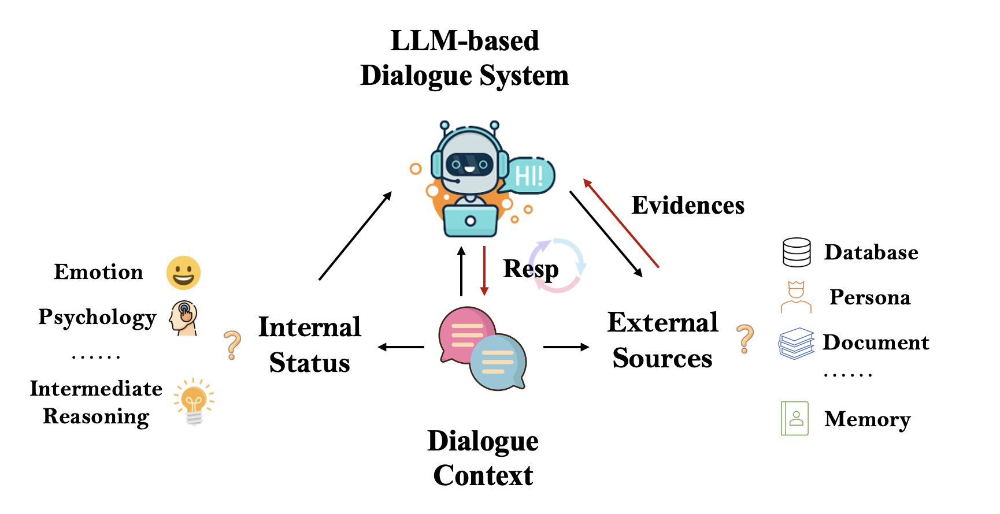 LLM-based
Dialogue System
HI!
Evidences
Resp
Emotion
Psychology
......
Intermediate
Reasoning
?
Internal
Status
External
Sources
?
Database
Persona
Document
......
Memory
Dialogue
Context